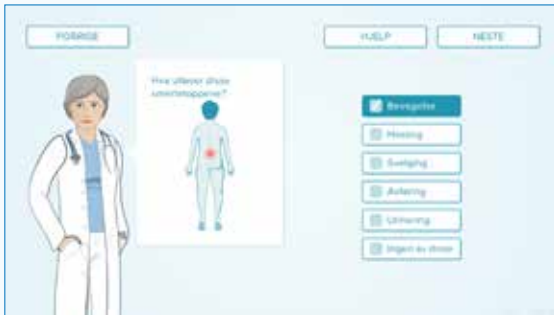 FORRIGE
HJELP
NESTE
Hva utløser disse
smertetoppene?
Bevegelse
Hosting
Svelging
Avføring
Urinering
Ingen av disse